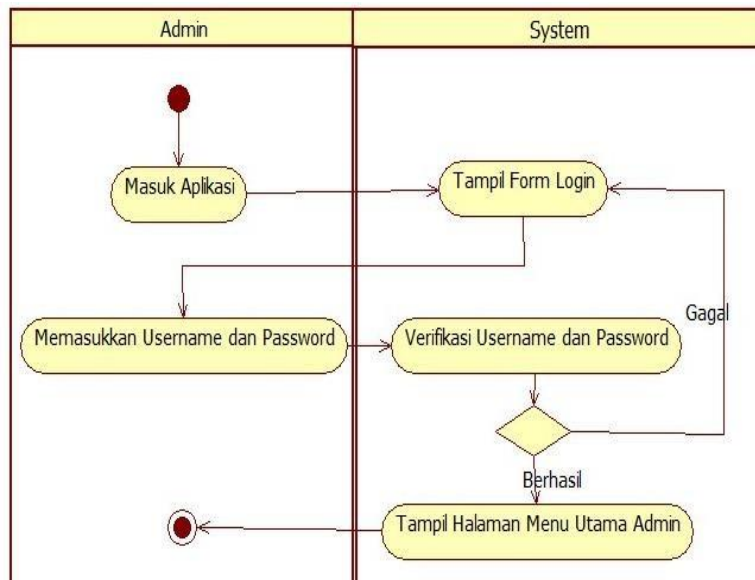 Admin
System
Masuk Aplikasi
Tampil Form Login
Memasukkan Username dan Password
Verifikasi Username dan Password
Gagal
Berhasil
Tampil Halaman Menu Utama Admin